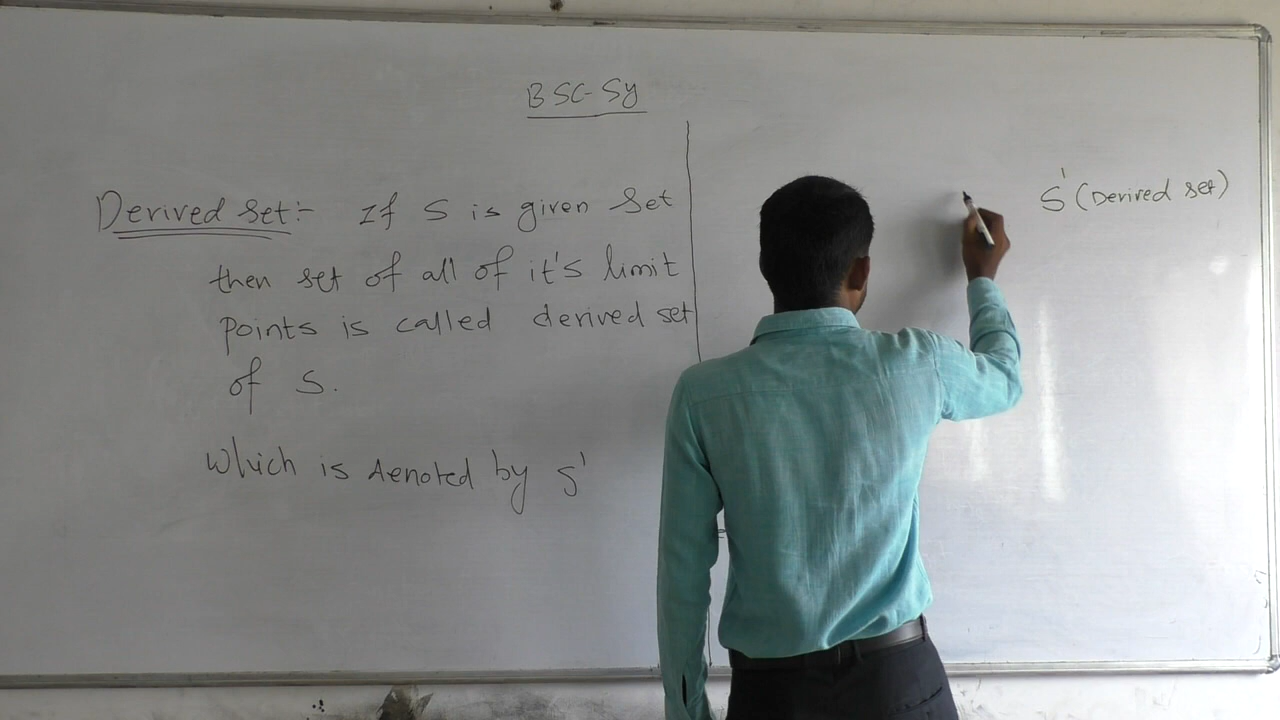 BSC-Sy
Derived set:- If S is given set
then set of all of it's limit
points is called derived set
of S.
Which is denoted by S'
S' (Derived set)